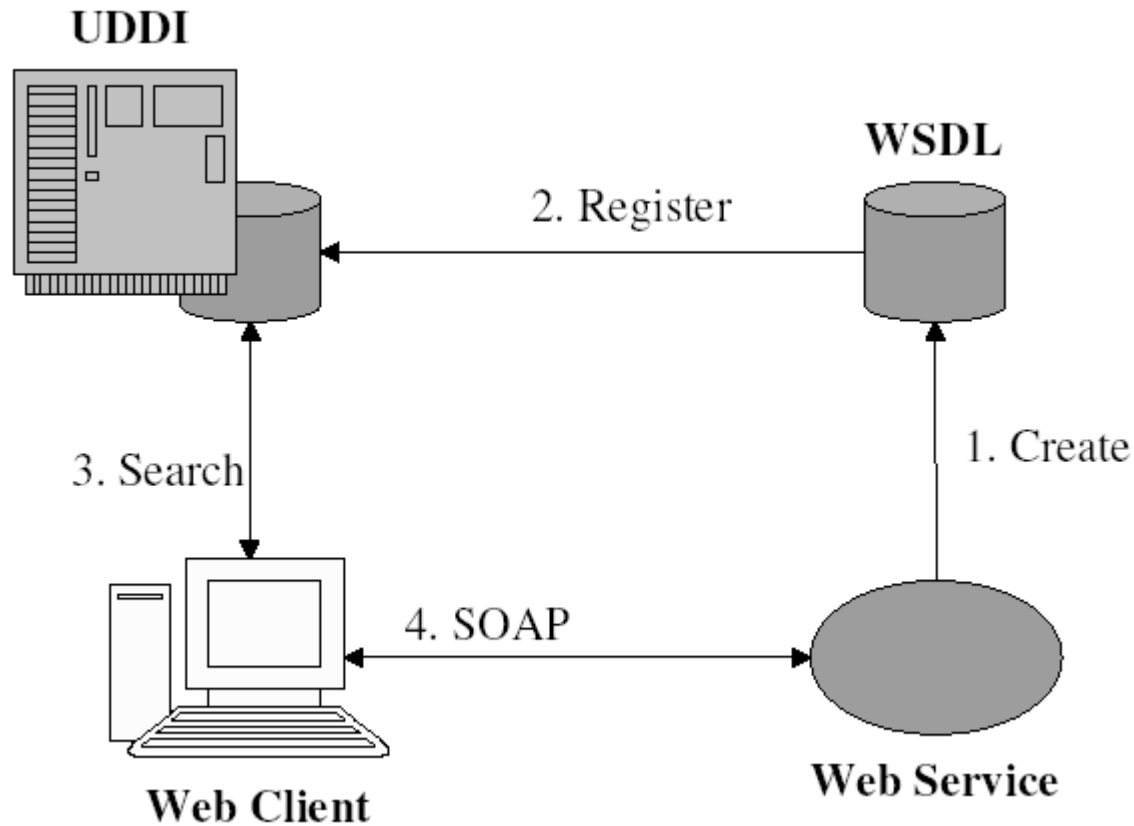 UDDI
WSDL
2. Register
3. Search
1. Create
4. SOAP
Web Client
Web Service